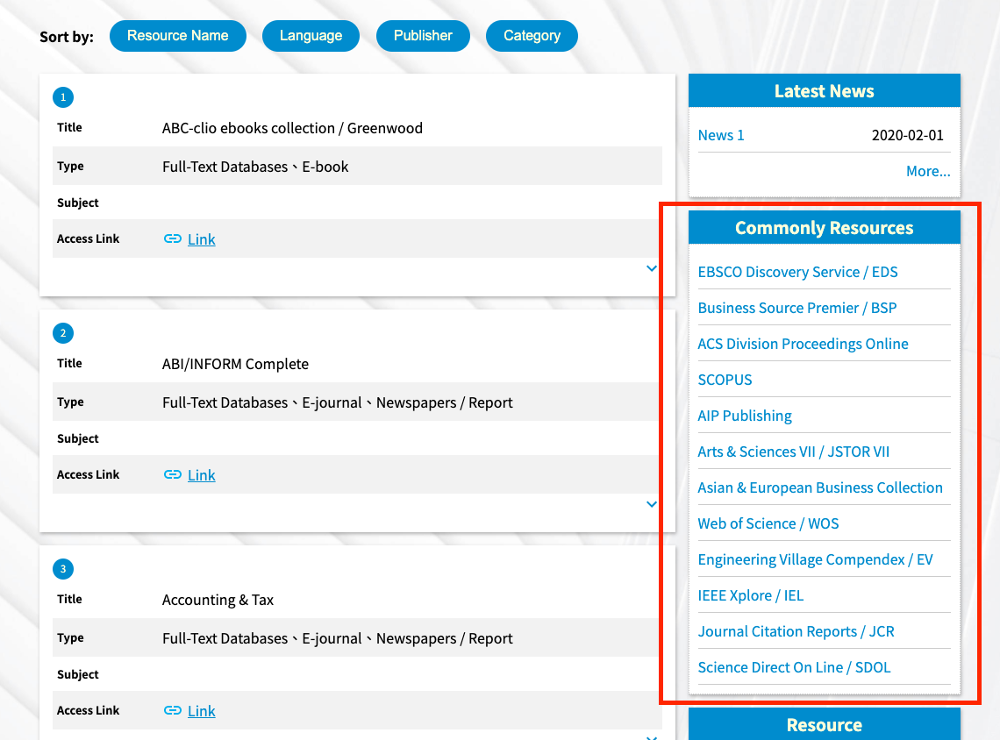 Sort by: Resource Name Language Publisher Category
1
Title ABC-clio ebooks collection / Greenwood
Type Full-Text Databases、E-book
Subject
Access Link Link
2
Title ABI/INFORM Complete
Type Full-Text Databases、E-journal、Newspapers / Report
Subject
Access Link Link
3
Title Accounting & Tax
Type Full-Text Databases、E-journal、Newspapers / Report
Subject
Access Link Link
Latest News
News 1 2020-02-01
More...
Commonly Resources
EBSCO Discovery Service / EDS
Business Source Premier / BSP
ACS Division Proceedings Online
SCOPUS
AIP Publishing
Arts & Sciences VII / JSTOR VII
Asian & European Business Collection
Web of Science / WOS
Engineering Village Compendex / EV
IEEE Xplore / IEL
Journal Citation Reports / JCR
Science Direct On Line / SDOL
Resource